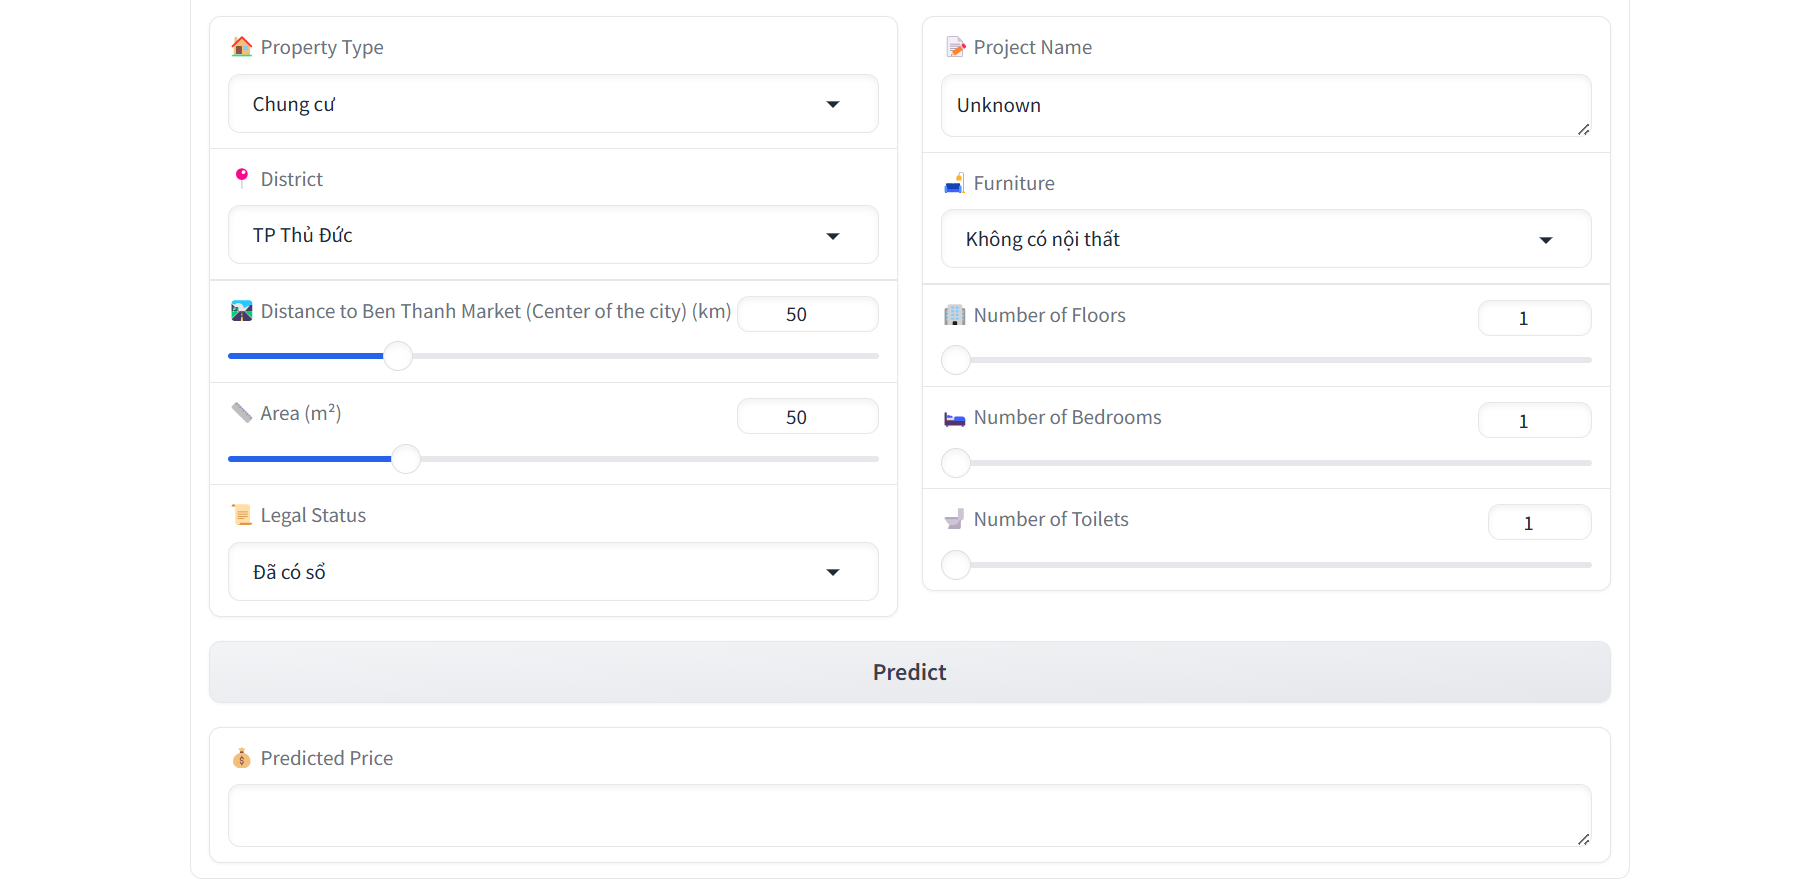 Property Type
Chung cư
District
TP Thủ Đức
Distance to Ben Thanh Market (Center of the city) (km)
50
Area (m²)
50
Legal Status
Đã có sổ
Project Name
Unknown
Furniture
Không có nội thất
Number of Floors
1
Number of Bedrooms
1
Number of Toilets
1
Predict
Predicted Price